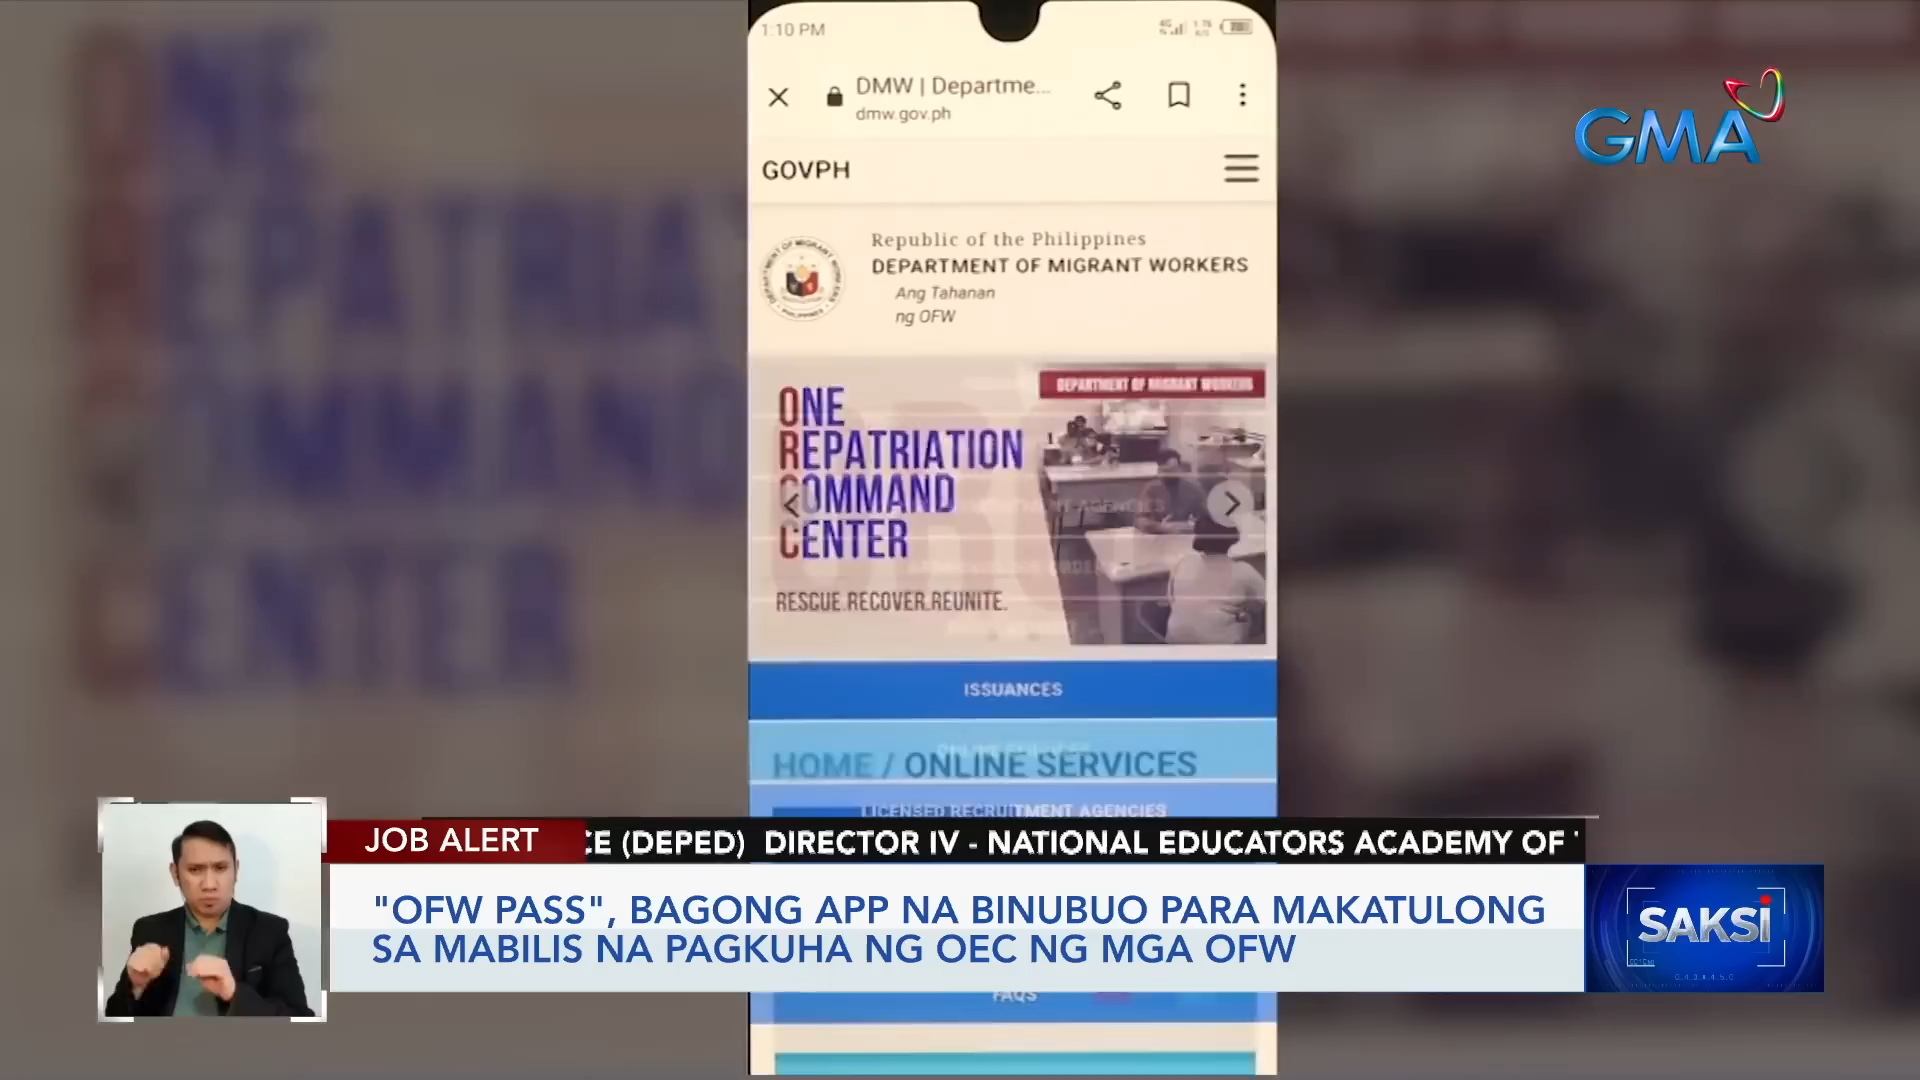 1:10 PM
DMW | Departme...
dmw.gov.ph
GMA
GOVPH
Republic of the Philippines
DEPARTMENT OF MIGRANT WORKERS
Ang Tahanan
ng OFW
DEPARTMENT OF MIGRANT WORKERS
ONE
REPATRIATION
COMMAND
CENTER
RESCUE.RECOVER.REUNITE.
ISSUANCES
HOME / ONLINE SERVICES
LICENSED RECRUITMENT AGENCIES
JOB ALERT
CE (DEPED) DIRECTOR IV - NATIONAL EDUCATORS ACADEMY OF
"OFW PASS", BAGONG APP NA BINUBUO PARA MAKATULONG
SA MABILIS NA PAGKUHA NG OEC NG MGA OFW
SAKSI
FAQS